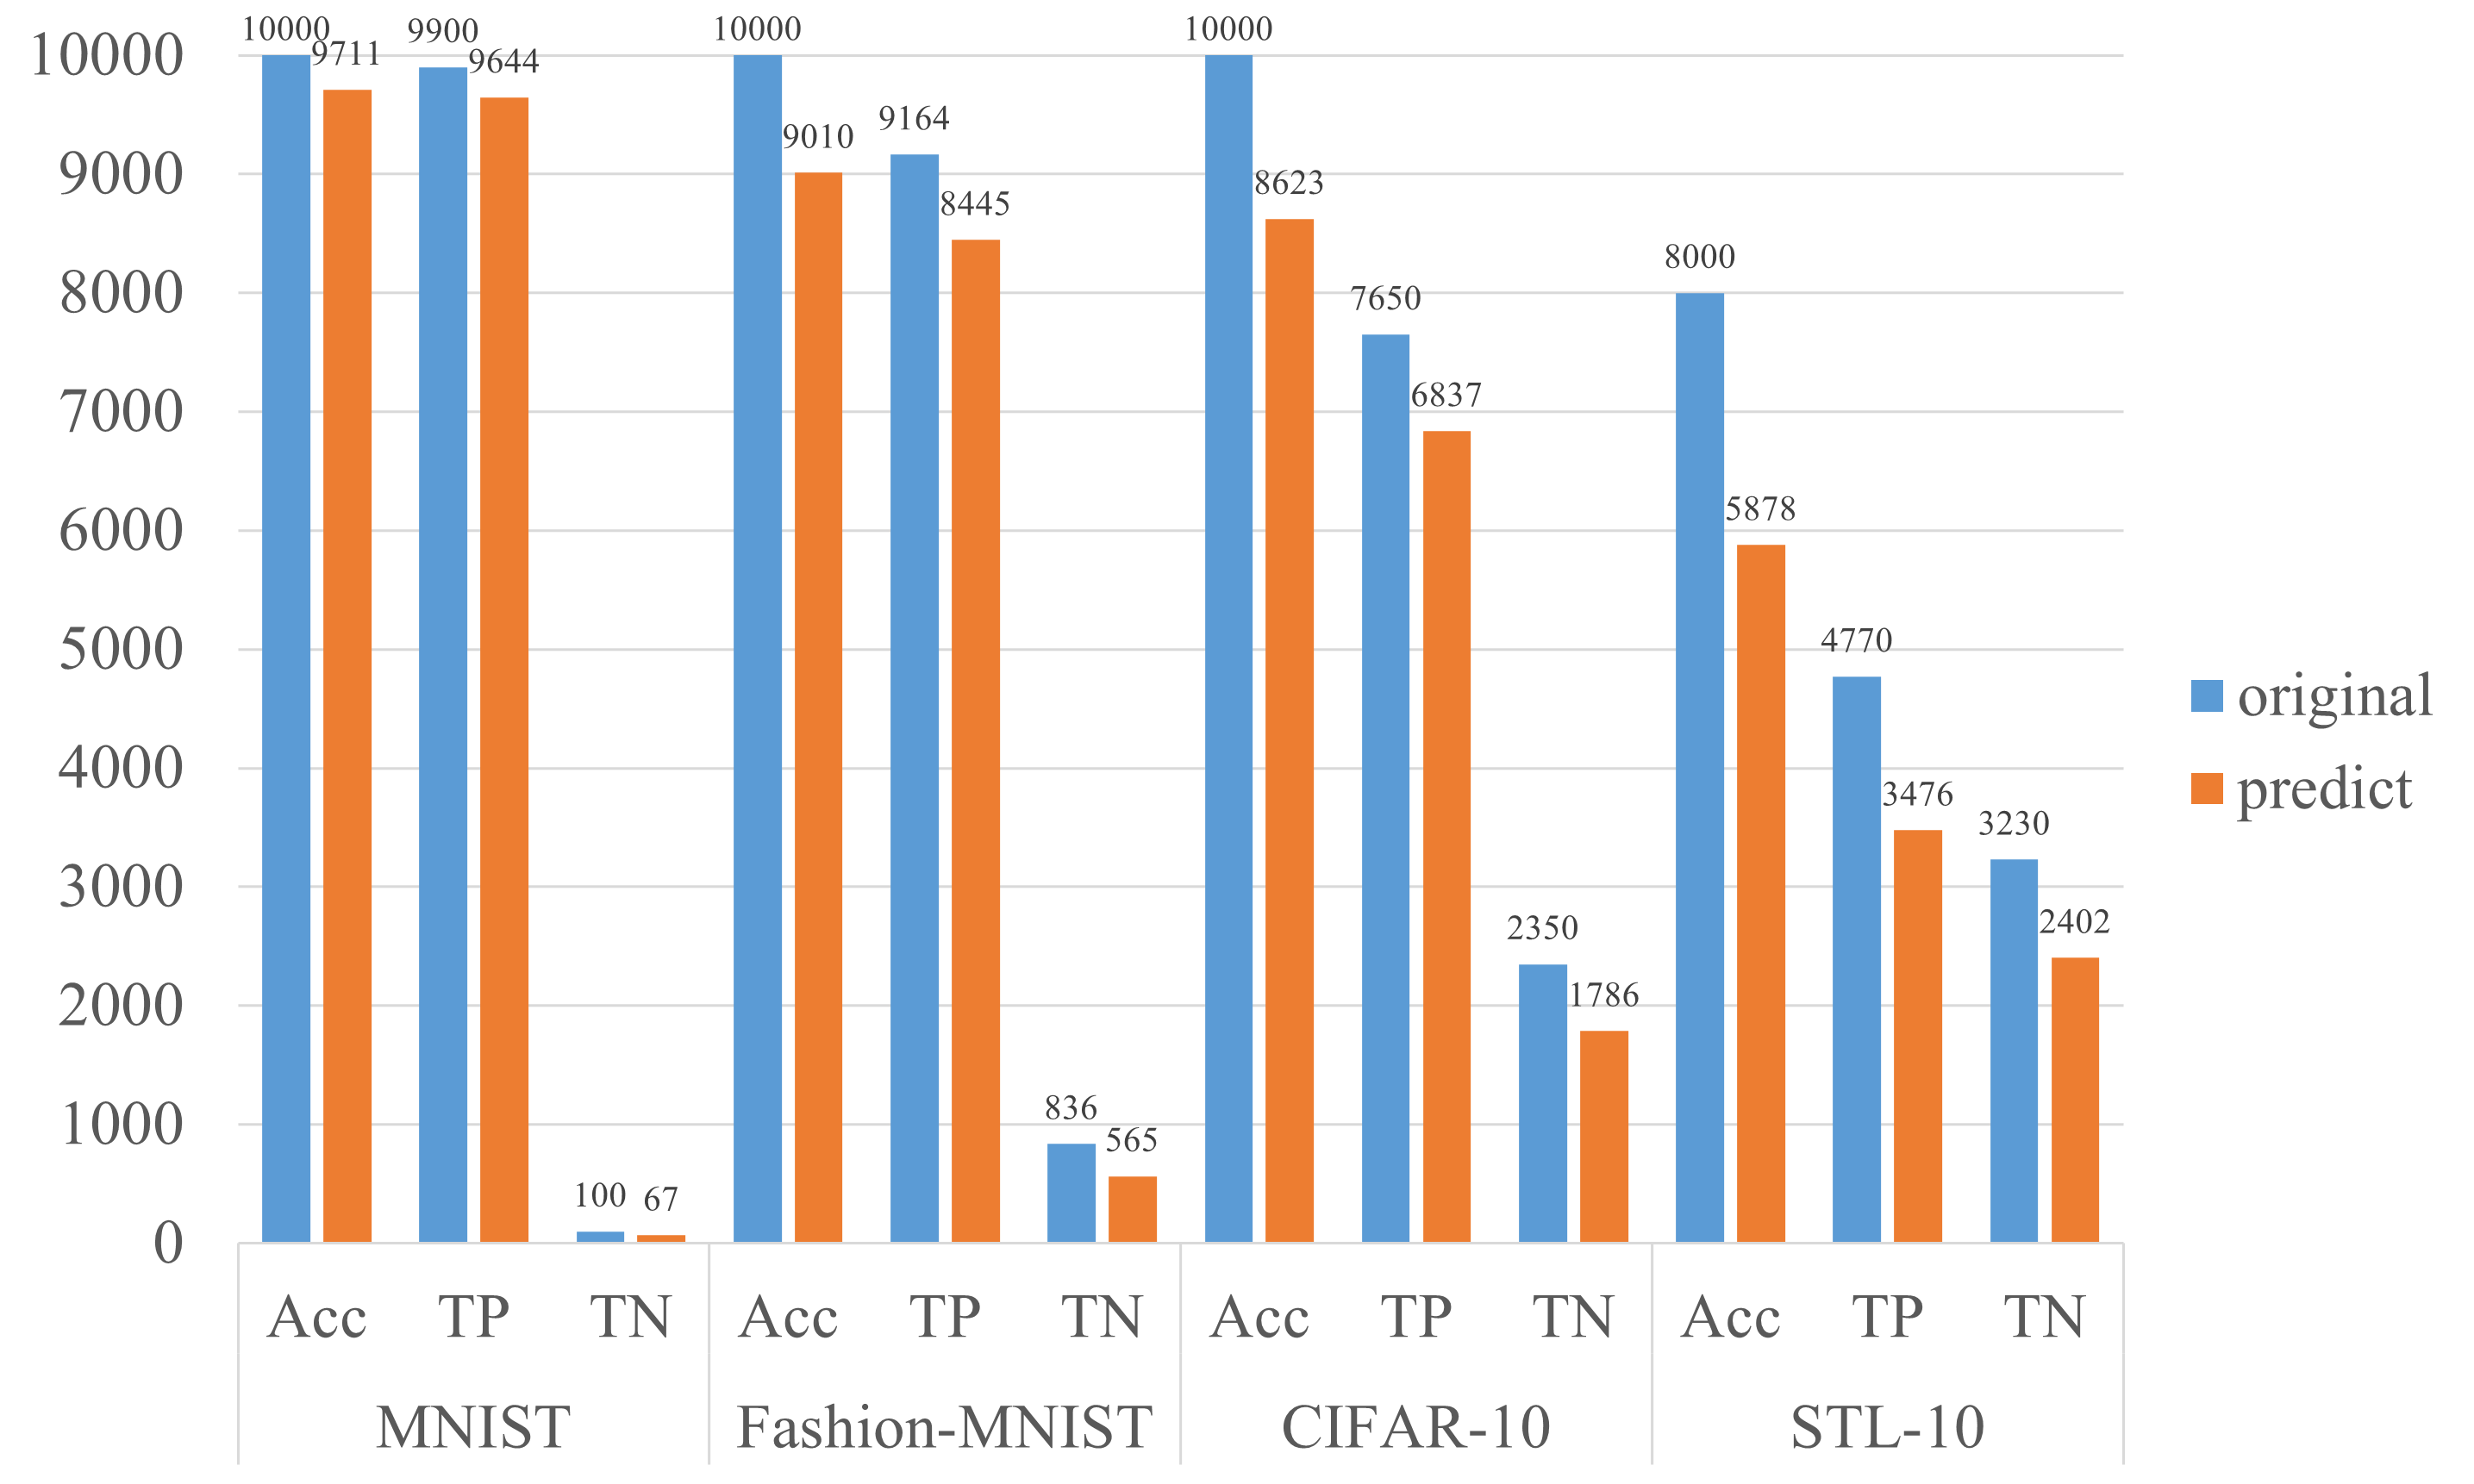 10000
9000
8000
7000
6000
5000
4000
3000
2000
1000
0
10000 9711 9900 9644 100 67
10000 9010 9164 8445 836 565
10000 8623 7650 6837 2350 1786
8000 5878 4770 3476 3230 2402
Acc TP TN Acc TP TN Acc TP TN Acc TP TN
MNIST Fashion-MNIST CIFAR-10 STL-10
original
predict